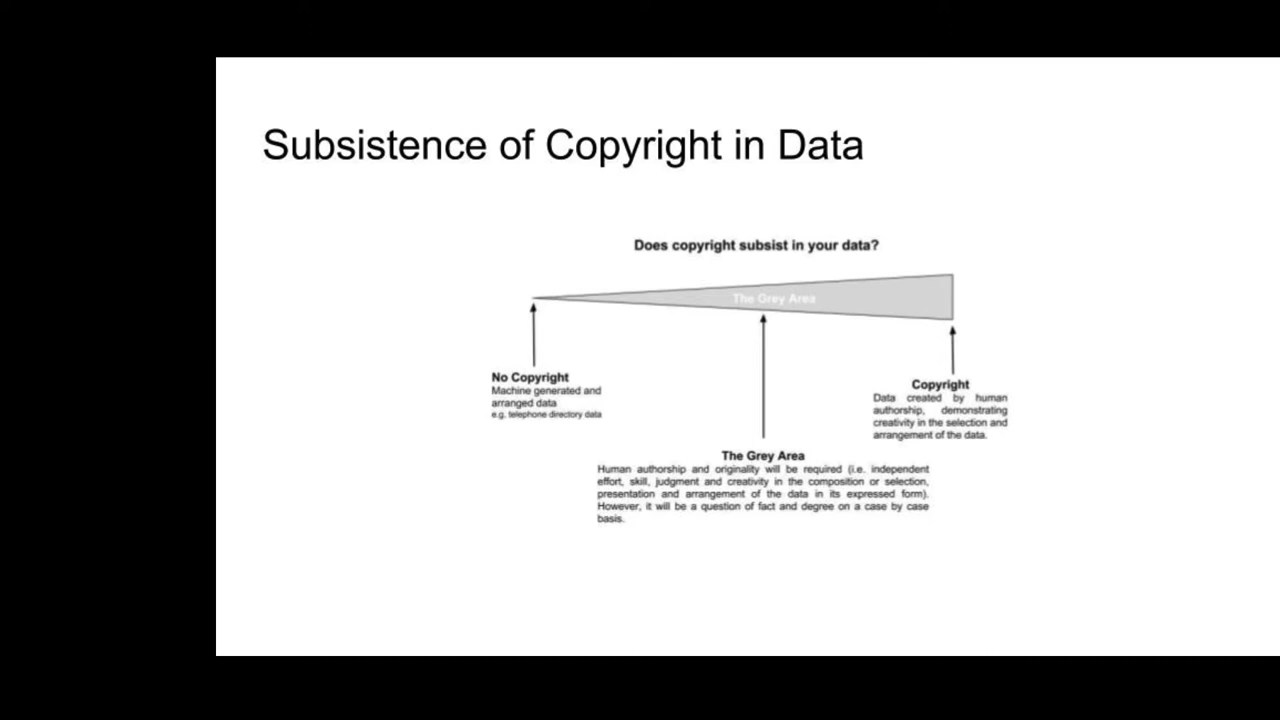 Subsistence of Copyright in Data
Does copyright subsist in your data?
The Grey Area
No Copyright
Machine generated and
arranged data
e.g. telephone directory data
Copyright
Data created by human
authorship, demonstrating
creativity in the selection and
arrangement of the data.
The Grey Area
Human authorship and originality will be required (i.e. independent
effort, skill, judgment and creativity in the composition or selection,
presentation and arrangement of the data in its expressed form).
However, it will be a question of fact and degree on a case by case
basis.